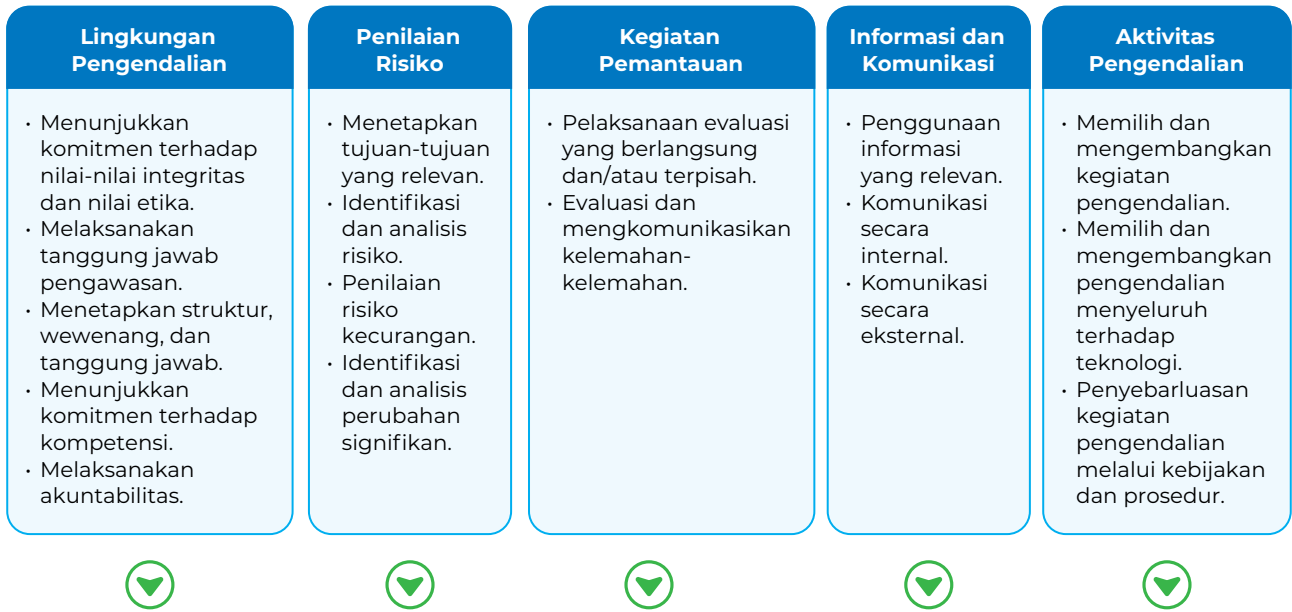 Lingkungan
Pengendalian
• Menunjukkan
komitmen terhadap
nilai-nilai integritas
dan nilai etika.
• Melaksanakan
tanggung jawab
pengawasan.
• Menetapkan struktur,
wewenang, dan
tanggung jawab.
• Menunjukkan
komitmen terhadap
kompetensi.
• Melaksanakan
akuntabilitas.
Penilaian
Risiko
• Menetapkan
tujuan-tujuan
yang relevan.
• Identifikasi
dan analisis
risiko.
• Penilaian
risiko
kecurangan.
• Identifikasi
dan analisis
perubahan
signifikan.
Kegiatan
Pemantauan
• Pelaksanaan evaluasi
yang berlangsung
dan/atau terpisah.
• Evaluasi dan
mengkomunikasikan
kelemahan-
kelemahan.
Informasi dan
Komunikasi
• Penggunaan
informasi
yang relevan.
• Komunikasi
secara
internal.
• Komunikasi
secara
eksternal.
Aktivitas
Pengendalian
• Memilih dan
mengembangkan
kegiatan
pengendalian.
• Memilih dan
mengembangkan
pengendalian
menyeluruh
terhadap
teknologi.
• Penyebarluasan
kegiatan
pengendalian
melalui kebijakan
dan prosedur.